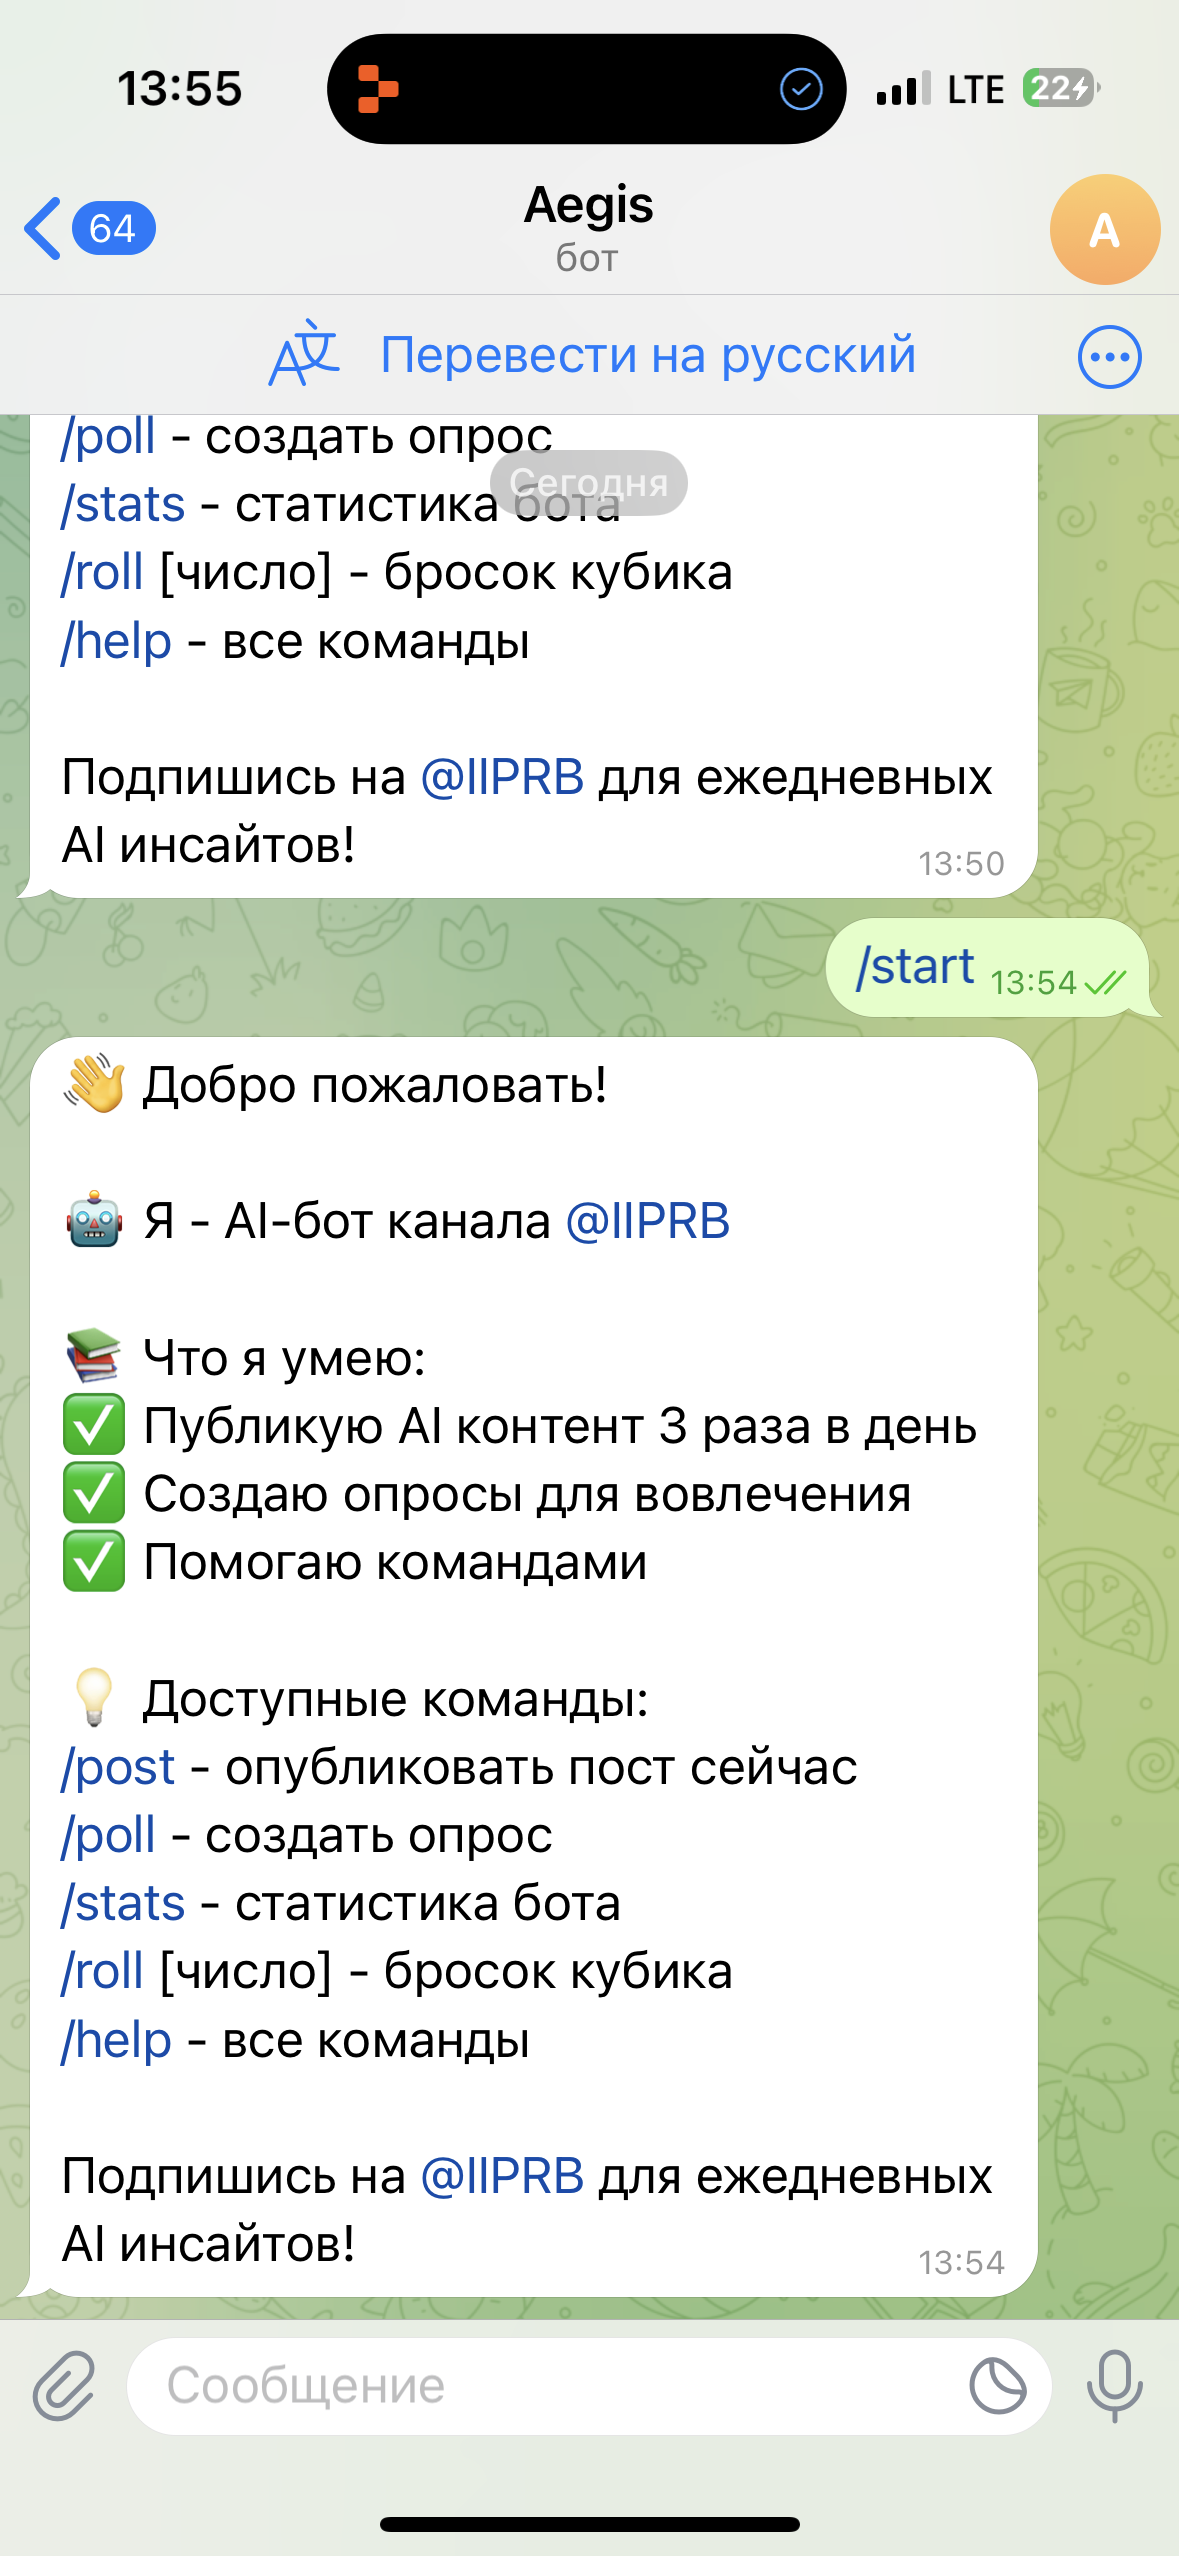 13:55
LTE
22
64
Aegis
бот
A
Перевести на русский
/poll - создать опрос
Сегодня
/stats - статистика бота
/roll [число] - бросок кубика
/help - все команды
Подпишись на @IIPRB для ежедневных
AI инсайтов!
13:50
/start
13:54
👋 Добро пожаловать!
🤖 Я - AI-бот канала @IIPRB
📚 Что я умею:
✅ Публикую AI контент 3 раза в день
✅ Создаю опросы для вовлечения
✅ Помогаю командами
💡 Доступные команды:
/post - опубликовать пост сейчас
/poll - создать опрос
/stats - статистика бота
/roll [число] - бросок кубика
/help - все команды
Подпишись на @IIPRB для ежедневных
AI инсайтов!
13:54
Сообщение